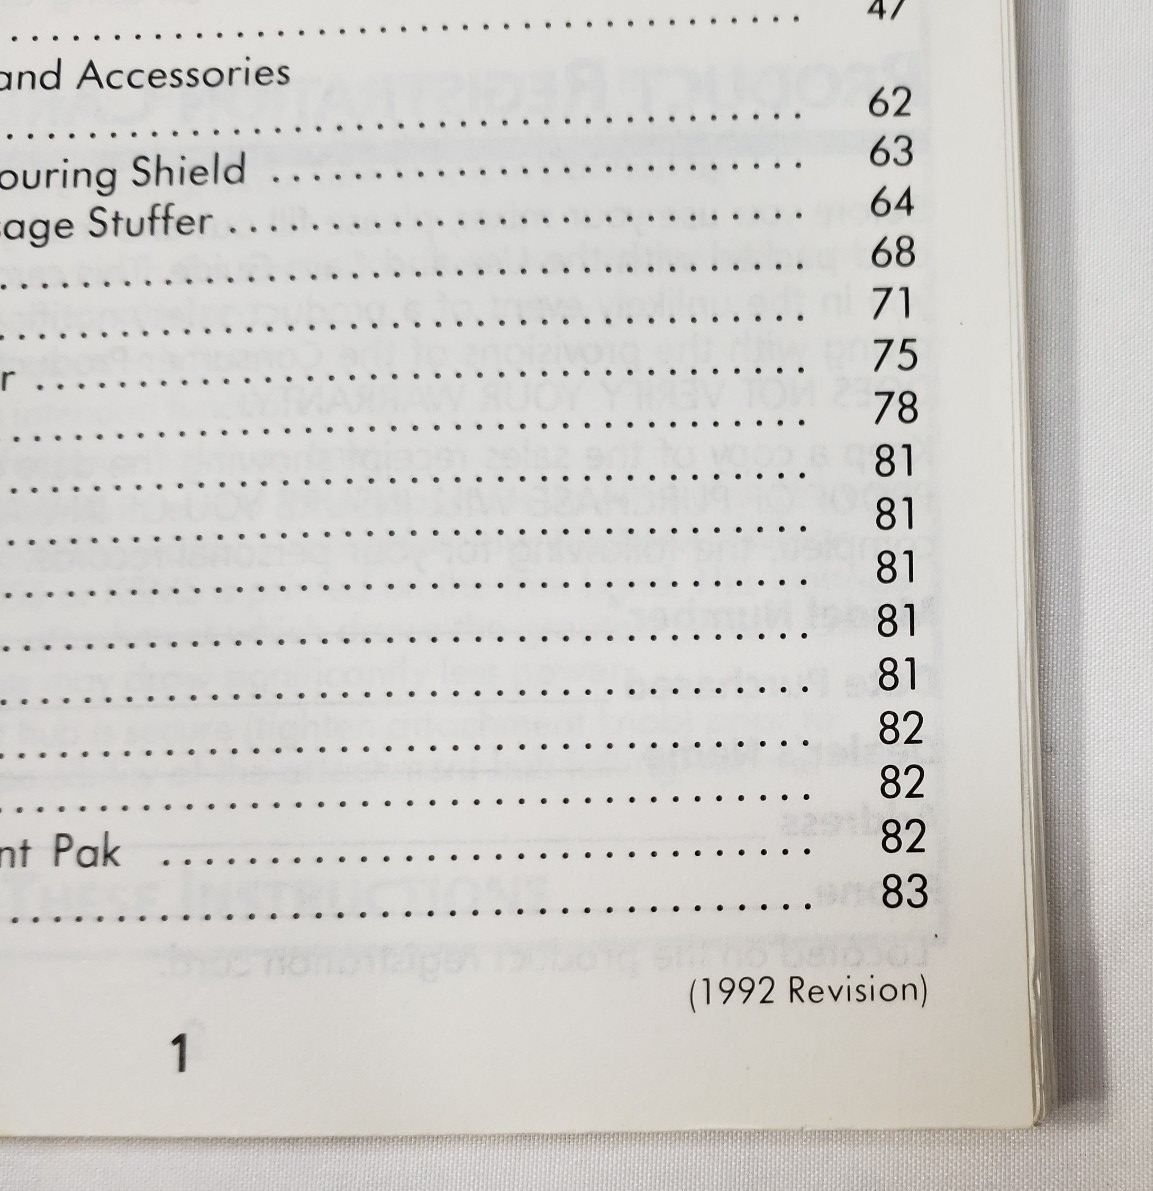 ........ 47
and Accessories
........ 62
ouring Shield ........ 63
sage Stuffer ........ 64
........ 68
........ 71
r ........ 75
........ 78
........ 81
........ 81
........ 81
........ 81
........ 81
........ 82
........ 82
nt Pak ........ 82
........ 83
(1992 Revision)
1